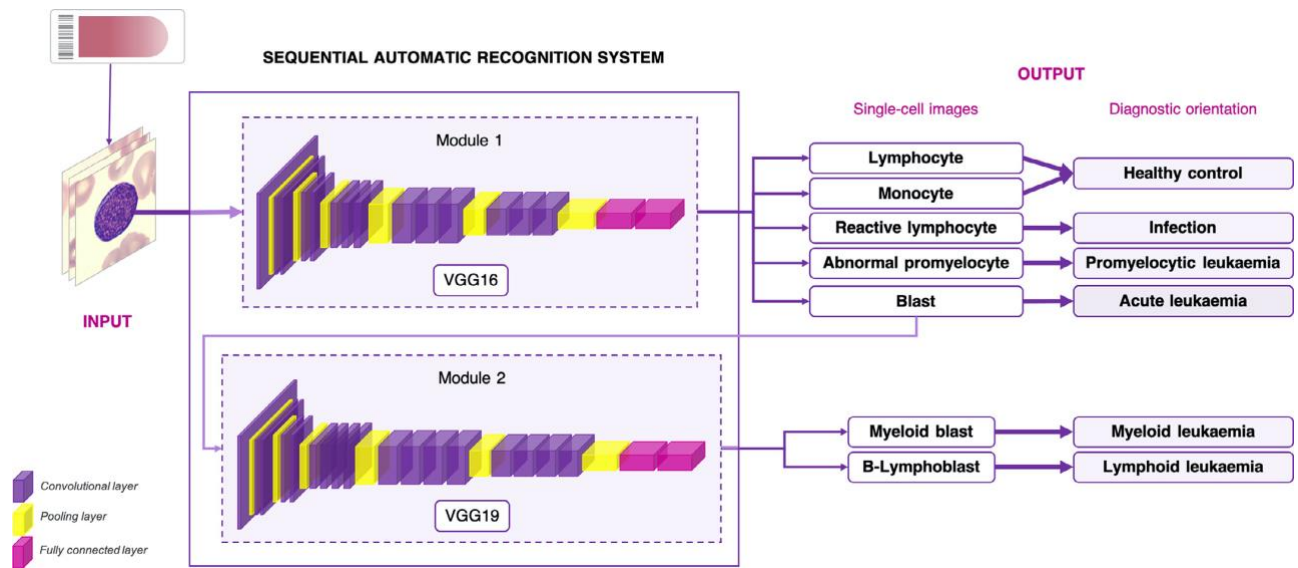 SEQUENTIAL AUTOMATIC RECOGNITION SYSTEM
OUTPUT
Single-cell images
Diagnostic orientation
Module 1
VGG16
INPUT
Lymphocyte
Monocyte
Healthy control
Reactive lymphocyte
Infection
Abnormal promyelocyte
Promyelocytic leukaemia
Blast
Acute leukaemia
Module 2
VGG19
Myeloid blast
Myeloid leukaemia
B-Lymphoblast
Lymphoid leukaemia
Convolutional layer
Pooling layer
Fully connected layer